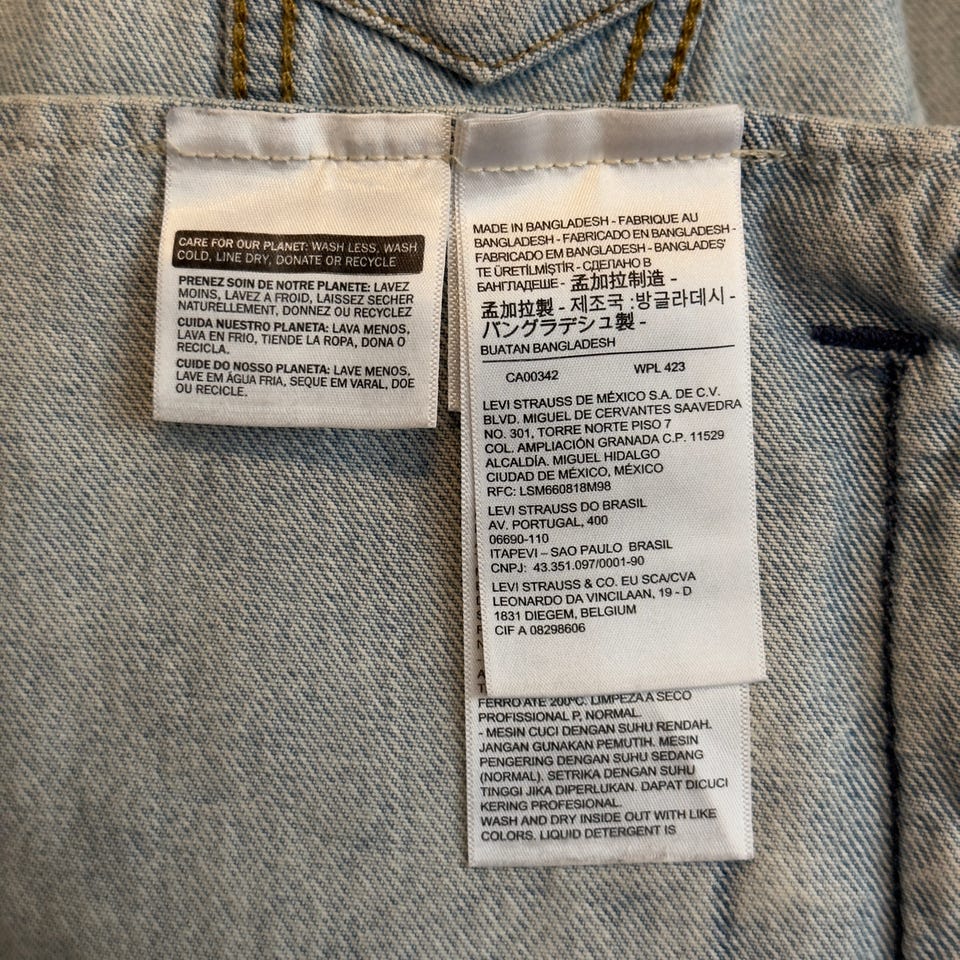 CARE FOR OUR PLANET: WASH LESS, WASH
COLD, LINE DRY, DONATE OR RECYCLE
PRENEZ SOIN DE NOTRE PLANETE: LAVEZ
MOINS, LAVEZ A FROID, LAISSEZ SECHER
NATURELLEMENT, DONNEZ OU RECYCLEZ
CUIDA NUESTRO PLANETA: LAVA MENOS,
LAVA EN FRIO, TIENDE LA ROPA, DONA O
RECICLA.
CUIDE DO NOSSO PLANETA: LAVE MENOS,
LAVE EM ÁGUA FRIA, SEQUE EM VARAL, DOE
OU RECICLE.
MADE IN BANGLADESH - FABRIQUE AU
BANGLADESH - FABRICADO EN BANGLADESH -
FABRICADO EM BANGLADESH - BANGLADEŞ'
TE ÜRETİLMİŞTİR - СДЕЛАНО В
БАНГЛАДЕШЕ - 孟加拉制造 -
孟加拉製 - 제조국 :방글라데시 -
バングラデシュ製 -
BUATAN BANGLADESH
CA00342 WPL 423
LEVI STRAUSS DE MÉXICO S.A. DE C.V.
BLVD. MIGUEL DE CERVANTES SAAVEDRA
NO. 301, TORRE NORTE PISO 7
COL. AMPLIACIÓN GRANADA C.P. 11529
ALCALDÍA. MIGUEL HIDALGO
CIUDAD DE MÉXICO, MÉXICO
RFC: LSM660818M98
LEVI STRAUSS DO BRASIL
AV. PORTUGAL, 400
06690-110
ITAPEVI – SAO PAULO BRASIL
CNPJ: 43.351.097/0001-90
LEVI STRAUSS & CO. EU SCA/CVA
LEONARDO DA VINCILAAN, 19 - D
1831 DIEGEM, BELGIUM
CIF A 08298606
FERRO ATÉ 200°C. LIMPEZA A SECO
PROFISSIONAL P, NORMAL.
- MESIN CUCI DENGAN SUHU RENDAH.
JANGAN GUNAKAN PEMUTIH. MESIN
PENGERING DENGAN SUHU SEDANG
(NORMAL). SETRIKA DENGAN SUHU
TINGGI JIKA DIPERLUKAN. DAPAT DICUCI
KERING PROFESIONAL.
WASH AND DRY INSIDE OUT WITH LIKE
COLORS. LIQUID DETERGENT IS